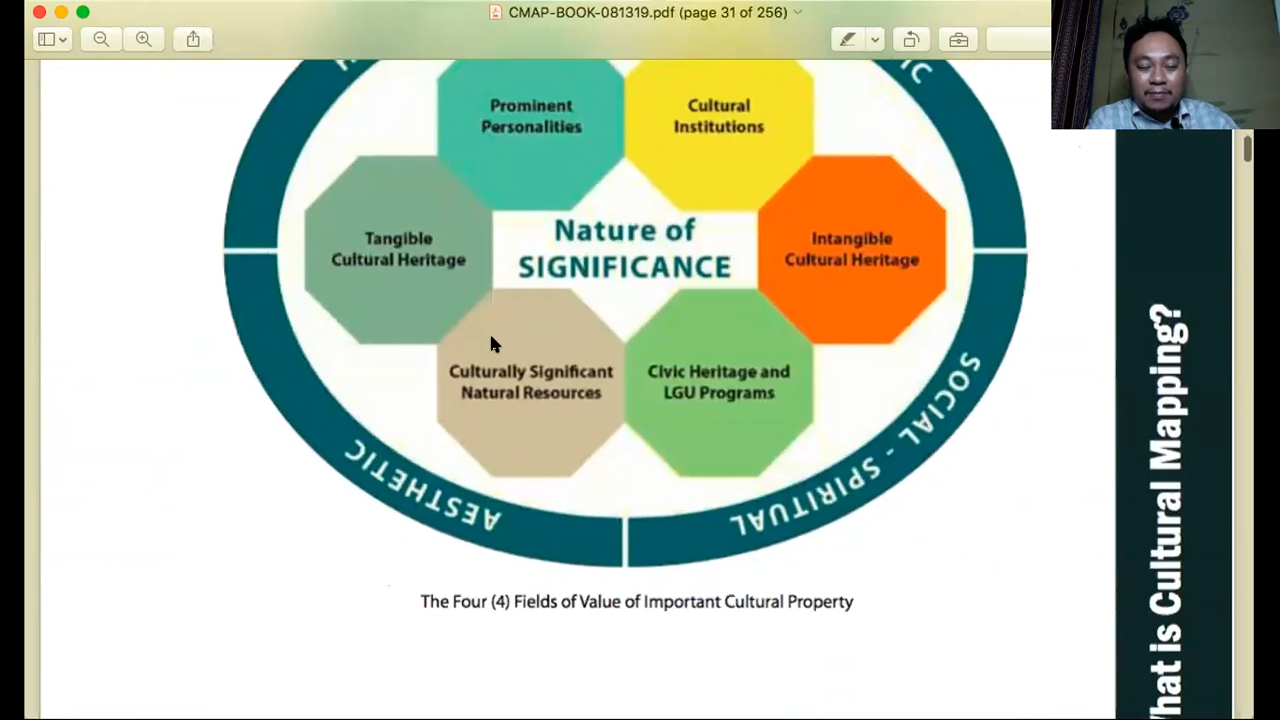 CMAP-BOOK-081319.pdf (page 31 of 256)
IC
Prominent
Personalities
Cultural
Institutions
Tangible
Cultural Heritage
Nature of
SIGNIFICANCE
Intangible
Cultural Heritage
Culturally Significant
Natural Resources
Civic Heritage and
LGU Programs
AESTHETIC
SOCIAL - SPIRITUAL
The Four (4) Fields of Value of Important Cultural Property
hat is Cultural Mapping?